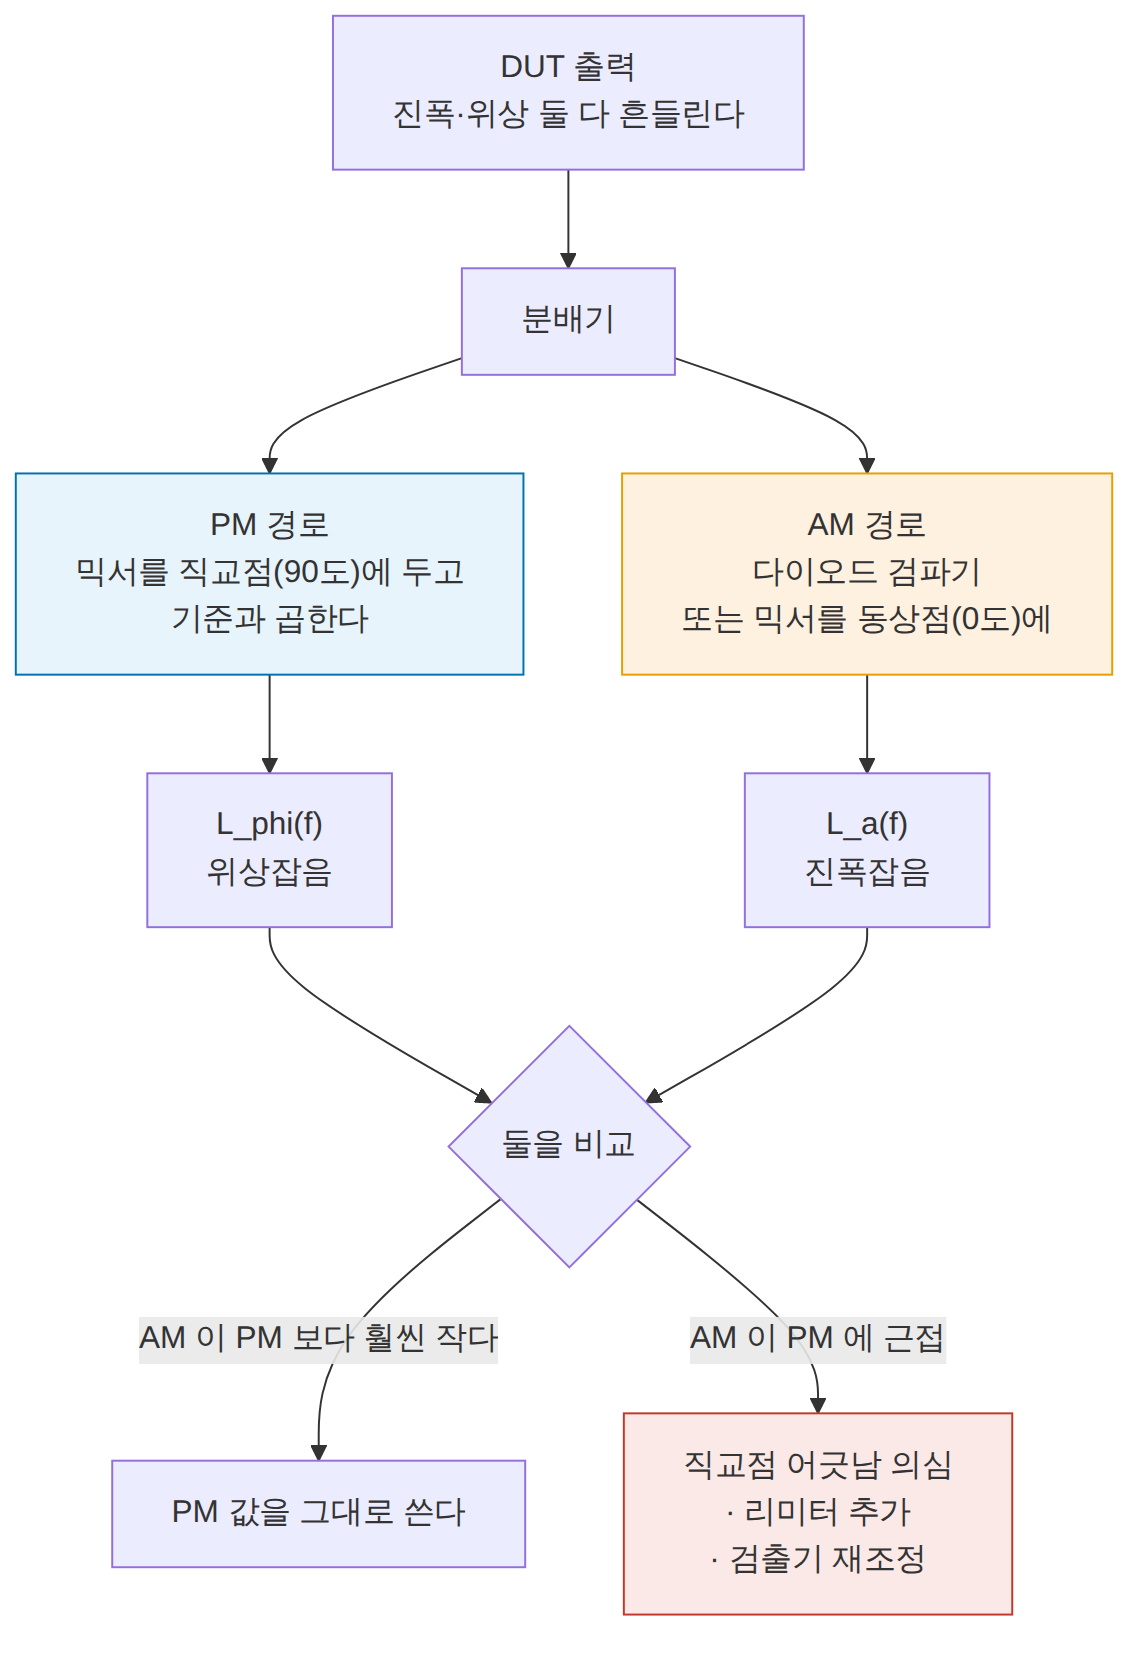 DUT 출력
진폭·위상 둘 다 흔들린다
분배기
PM 경로
믹서를 직교점(90도)에 두고
기준과 곱한다
AM 경로
다이오드 검파기
또는 믹서를 동상점(0도)에
L_phi(f)
위상잡음
L_a(f)
진폭잡음
둘을 비교
AM 이 PM 보다 훨씬 작다
AM 이 PM 에 근접
PM 값을 그대로 쓴다
직교점 어긋남 의심
· 리미터 추가
· 검출기 재조정